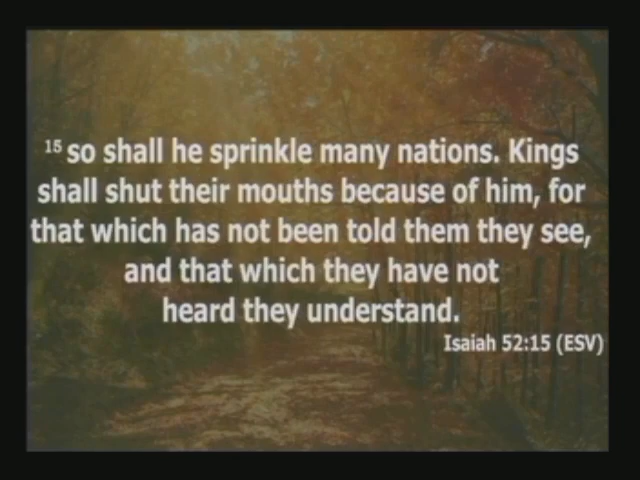 15 so shall he sprinkle many nations. Kings
shall shut their mouths because of him, for
that which has not been told them they see,
and that which they have not
heard they understand.
Isaiah 52:15 (ESV)